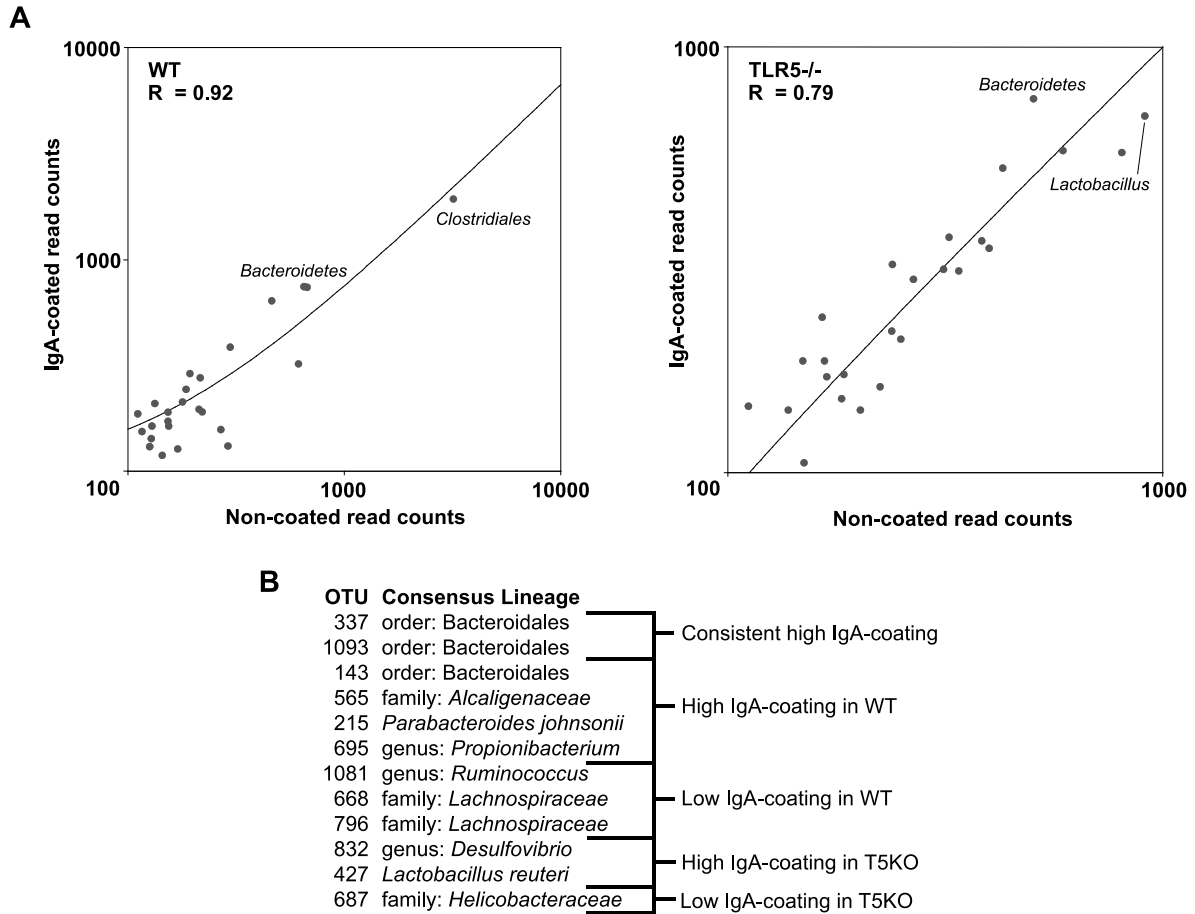 A
10000
WT
R = 0.92
IgA-coated read counts
1000
Bacteroidetes
Clostridiales
100
1000
10000
Non-coated read counts
1000
TLR5-/-
R = 0.79
IgA-coated read counts
Bacteroidetes
Lactobacillus
100
1000
Non-coated read counts
B
OTU Consensus Lineage
337 order: Bacteroidales
1093 order: Bacteroidales
Consistent high IgA-coating
143 order: Bacteroidales
565 family: Alcaligenaceae
215 Parabacteroides johnsonii
695 genus: Propionibacterium
High IgA-coating in WT
1081 genus: Ruminococcus
668 family: Lachnospiraceae
796 family: Lachnospiraceae
Low IgA-coating in WT
832 genus: Desulfovibrio
427 Lactobacillus reuteri
High IgA-coating in T5KO
687 family: Helicobacteraceae
Low IgA-coating in T5KO